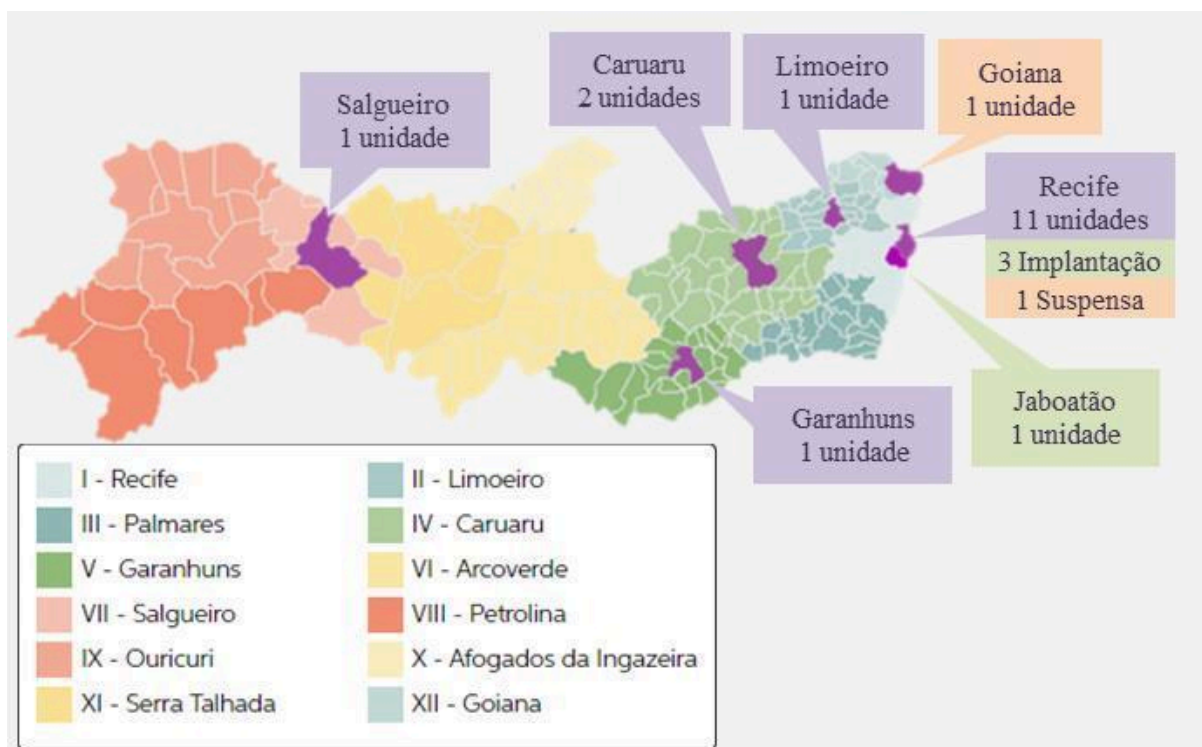 Salgueiro
1 unidade
Caruaru
2 unidades
Limoeiro
1 unidade
Goiana
1 unidade
Recife
11 unidades
3 Implantação
1 Suspensa
Garanhuns
1 unidade
Jaboatão
1 unidade
I - Recife
II - Limoeiro
III - Palmares
IV - Caruaru
V - Garanhuns
VI - Arcoverde
VII - Salgueiro
VIII - Petrolina
IX - Ouricuri
X - Afogados da Ingazeira
XI - Serra Talhada
XII - Goiana